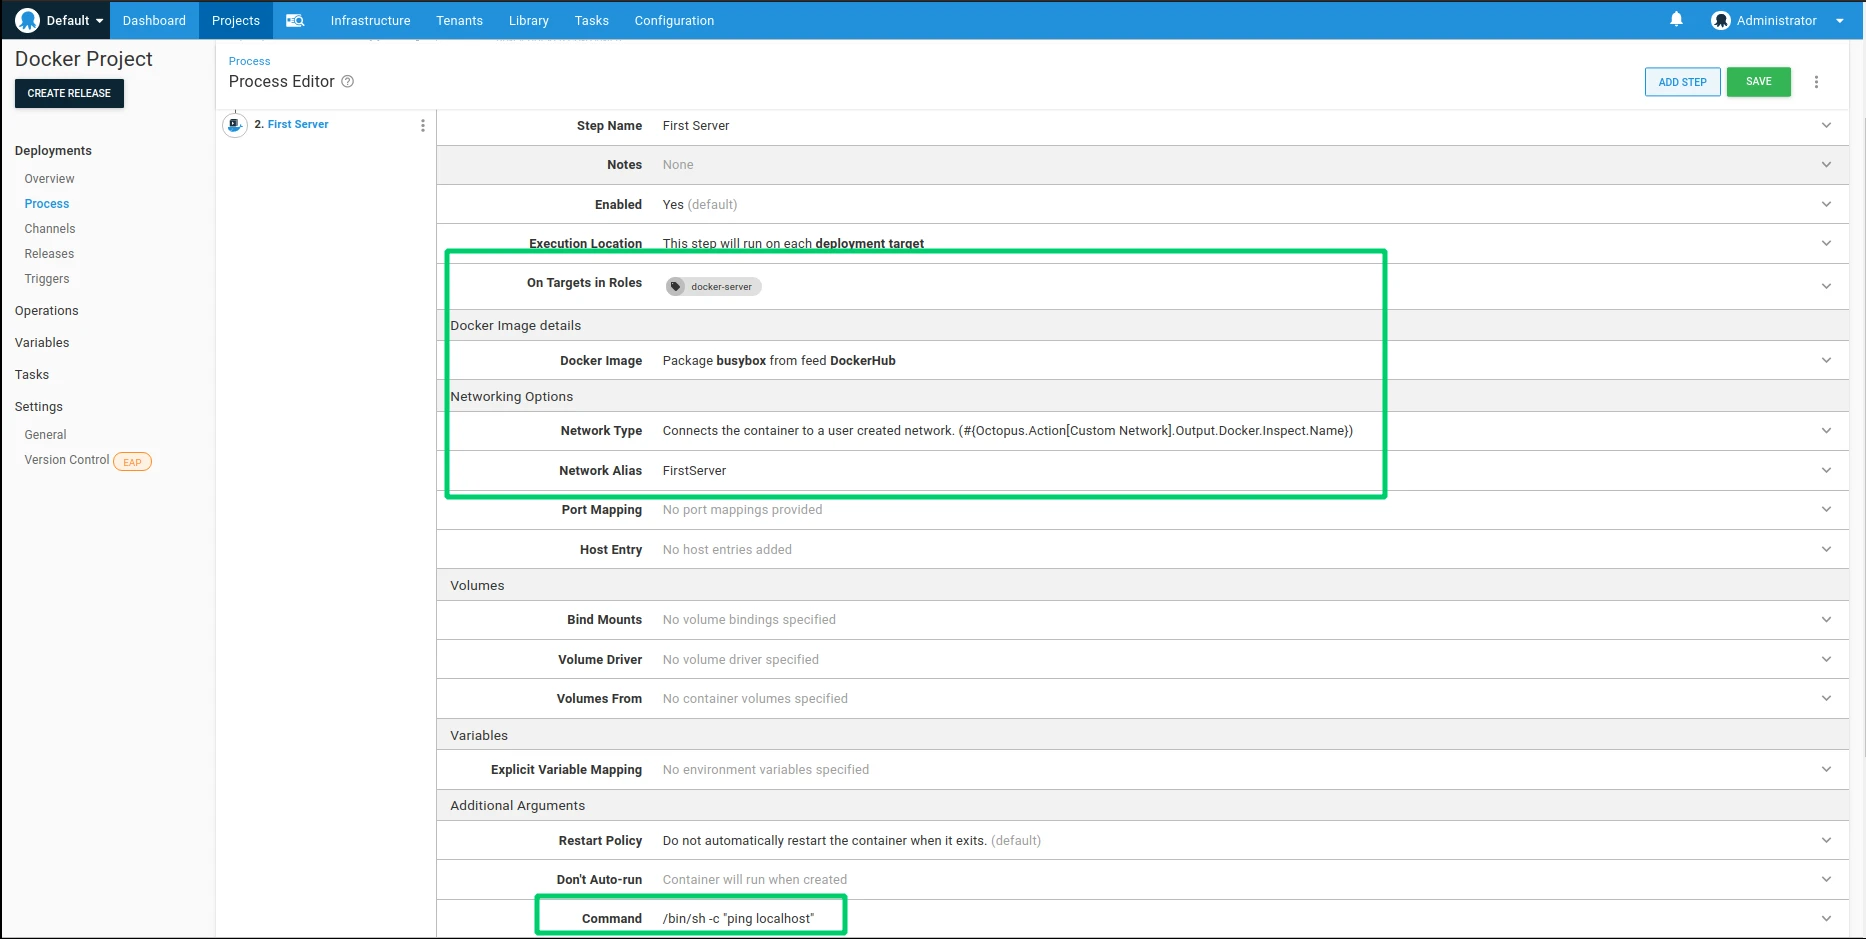 Default Dashboard Projects Infrastructure Tenants Library Tasks Configuration Administrator
Docker Project
CREATE RELEASE
Deployments
Overview
Process
Channels
Releases
Triggers
Operations
Variables
Tasks
Settings
General
Version Control EAP
Process
Process Editor ?
ADD STEP
SAVE
2. First Server
Step Name First Server
Notes None
Enabled Yes (default)
Execution Location This step will run on each deployment target
On Targets in Roles docker-server
Docker Image details
Docker Image Package busybox from feed DockerHub
Networking Options
Network Type Connects the container to a user created network. (#{Octopus.Action[Custom Network].Output.Docker.Inspect.Name})
Network Alias FirstServer
Port Mapping No port mappings provided
Host Entry No host entries added
Volumes
Bind Mounts No volume bindings specified
Volume Driver No volume driver specified
Volumes From No container volumes specified
Variables
Explicit Variable Mapping No environment variables specified
Additional Arguments
Restart Policy Do not automatically restart the container when it exits. (default)
Don't Auto-run Container will run when created
Command /bin/sh -c "ping localhost"